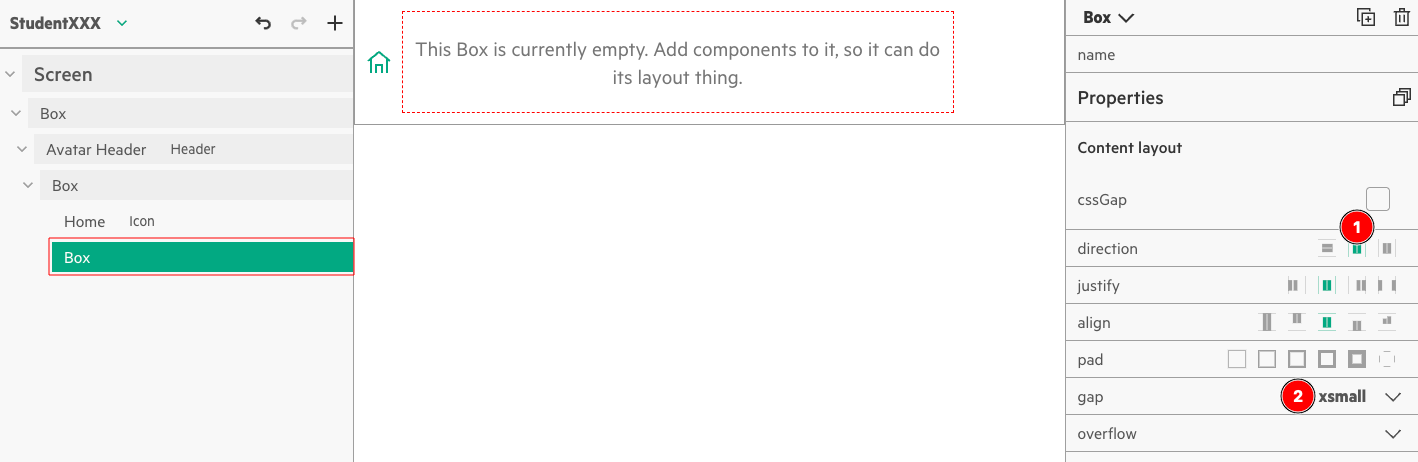 StudentXXX
Screen
Box
Avatar Header Header
Box
Home Icon
Box
This Box is currently empty. Add components to it, so it can do
its layout thing.
Box
name
Properties
Content layout
cssGap
1
direction
justify
align
pad
gap 2 xsmall
overflow